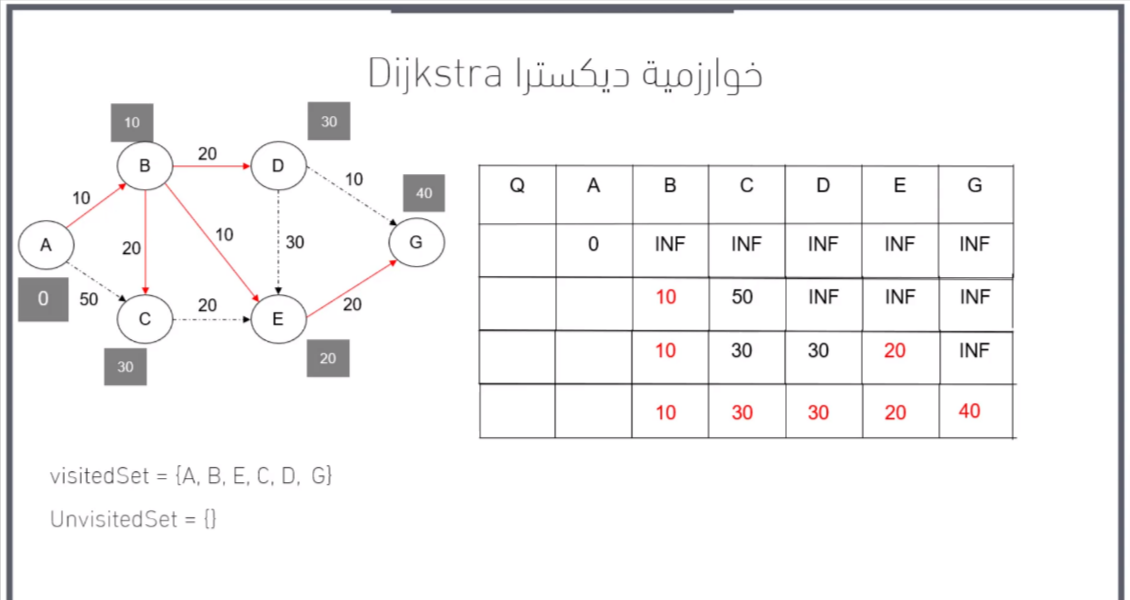 خوارزمية ديكسترا Dijkstra
10
30
B
20
D
10
10
40
A
20
10
30
G
0
50
C
20
E
20
30
20
Q A B C D E G
0 INF INF INF INF INF
10 50 INF INF INF
10 30 30 20 INF
10 30 30 20 40
visitedSet = {A, B, E, C, D, G}
UnvisitedSet = {}